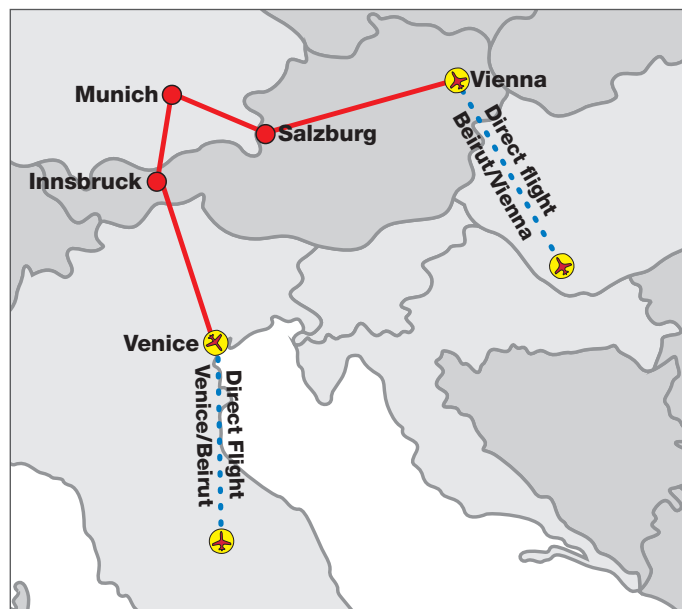 Vienna
Munich
Salzburg
Direct flight
Beirut/Vienna
Innsbruck
Venice
Direct Flight
Venice/Beirut